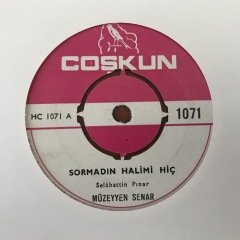 COŞKUN
HC 1071 A
1071
SORMADIN HALİMİ HİÇ
Selâhattin Pınar
MÜZEYYEN SENAR